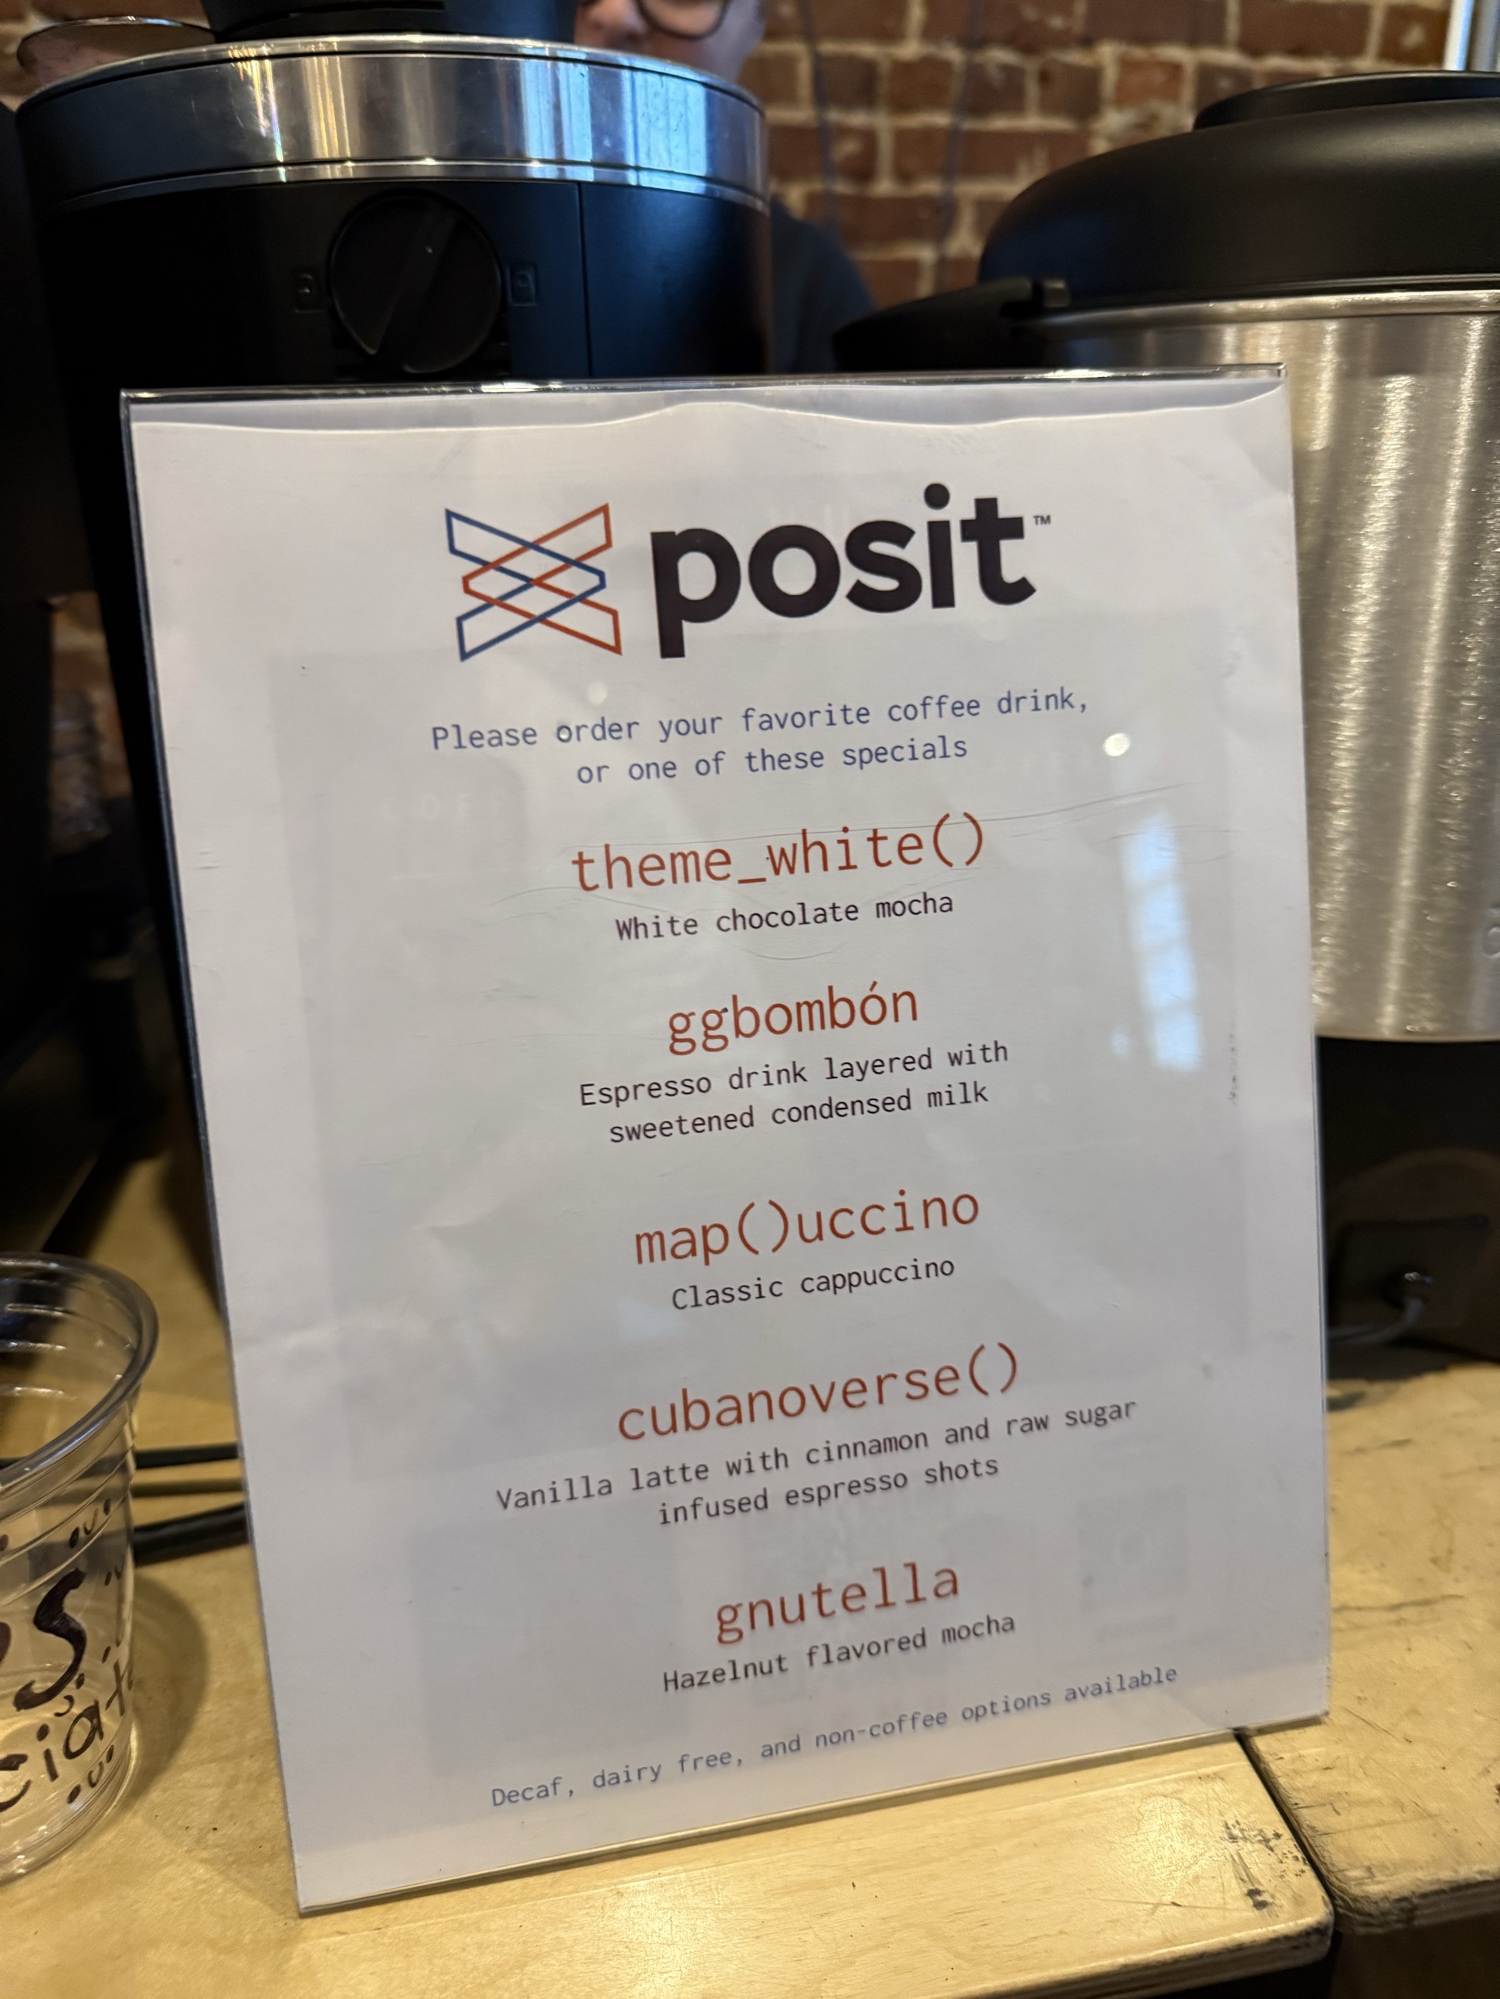 posit™
Please order your favorite coffee drink,
or one of these specials
theme_white()
White chocolate mocha
ggbombón
Espresso drink layered with
sweetened condensed milk
map()uccino
Classic cappuccino
cubanoverse()
Vanilla latte with cinnamon and raw sugar
infused espresso shots
gnutella
Hazelnut flavored mocha
Decaf, dairy free, and non-coffee options available